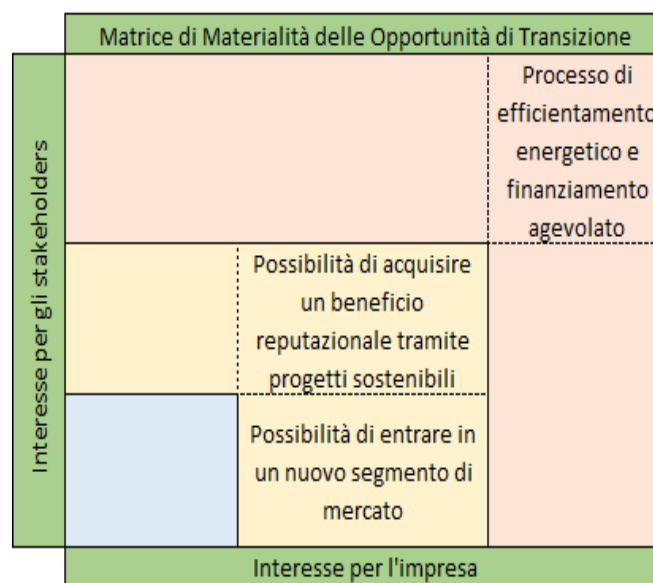 Matrice di Materialità delle Opportunità di Transizione
Interesse per gli stakeholders
Processo di
efficientamento
energetico e
finanziamento
agevolato
Possibilità di acquisire
un beneficio
reputazionale tramite
progetti sostenibili
Possibilità di entrare in
un nuovo segmento di
mercato
Interesse per l'impresa